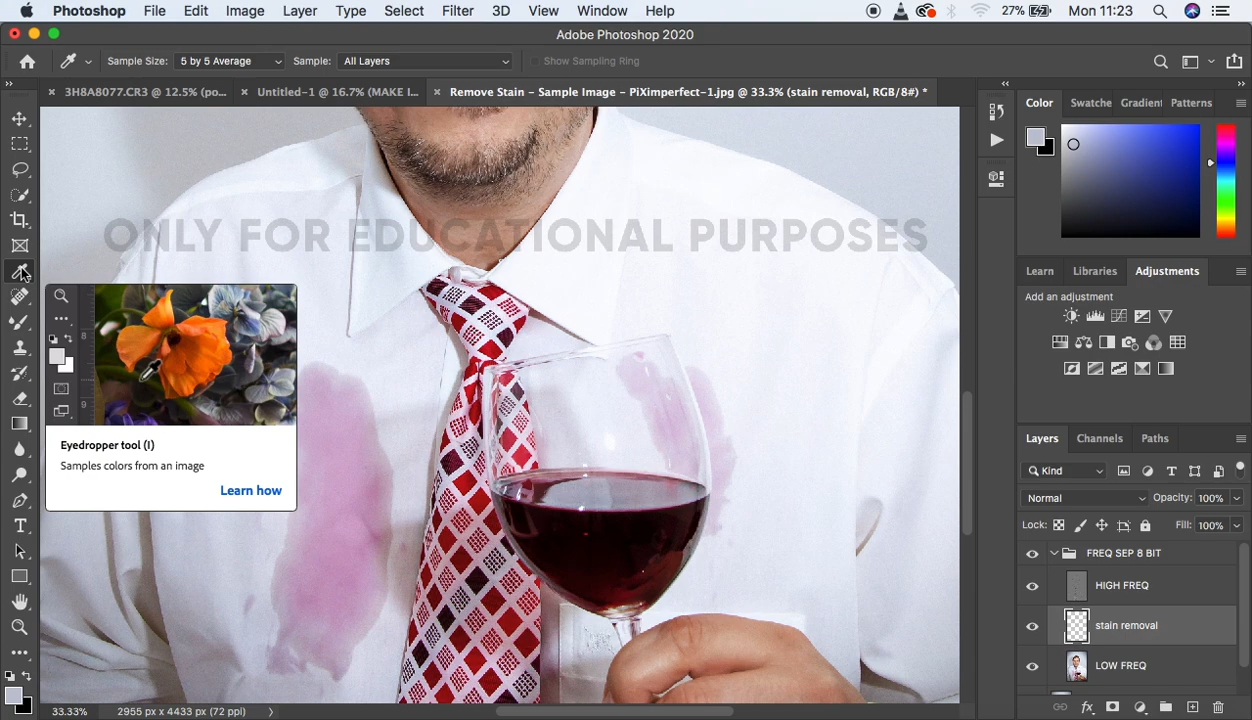 Photoshop File Edit Image Layer Type Select Filter 3D View Window Help 27% Mon 11:23
Adobe Photoshop 2020
Sample Size: 5 by 5 Average Sample: All Layers Show Sampling Ring
3H8A8077.CR3 @ 12.5% (po... Untitled-1 @ 16.7% (MAKE I... Remove Stain – Sample Image - PiXimperfect-1.jpg @ 33.3% (stain removal, RGB/8#) *
Color Swatche Gradien Patterns
ONLY FOR EDUCATIONAL PURPOSES
Learn Libraries Adjustments
Add an adjustment
8
9
Eyedropper tool (I)
Samples colors from an image
Learn how
Layers Channels Paths
Kind
Normal Opacity: 100%
Lock: Fill: 100%
FREQ SEP 8 BIT
HIGH FREQ
stain removal
LOW FREQ
33.33% 2955 px x 4433 px (72 ppi)